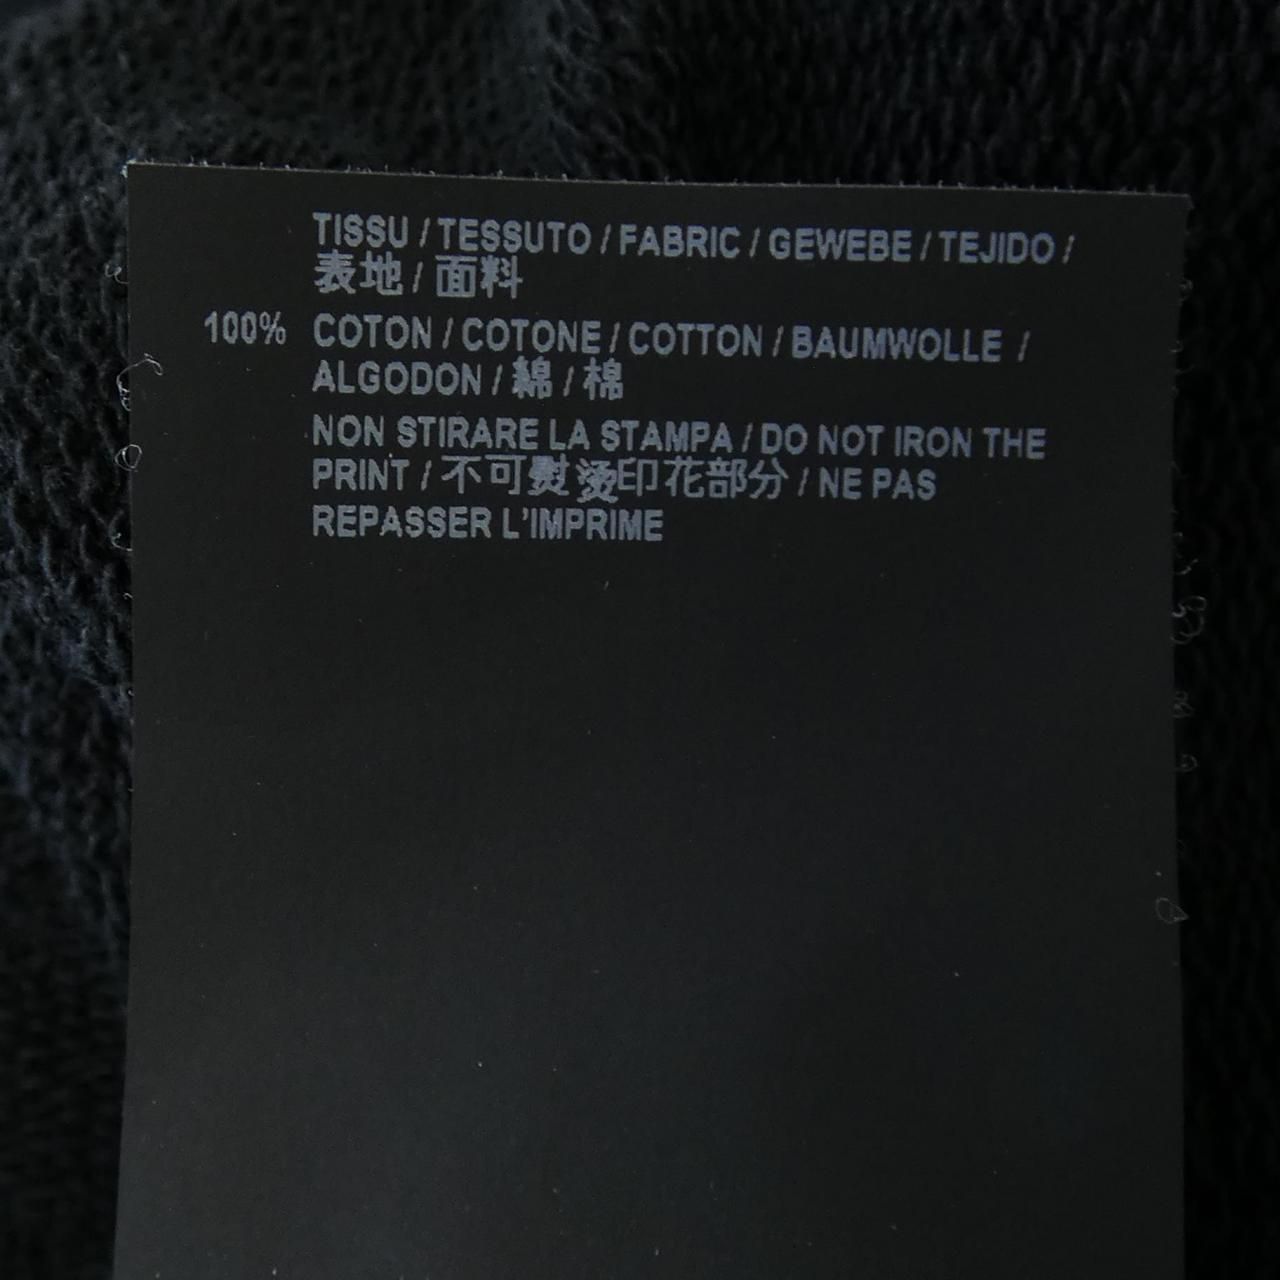 TISSU / TESSUTO / FABRIC / GEWEBE / TEJIDO /
表地 / 面料
100% COTON / COTONE / COTTON / BAUMWOLLE /
ALGODON / 綿 / 棉
NON STIRARE LA STAMPA / DO NOT IRON THE
PRINT / 不可熨燙印花部分 / NE PAS
REPASSER L'IMPRIME